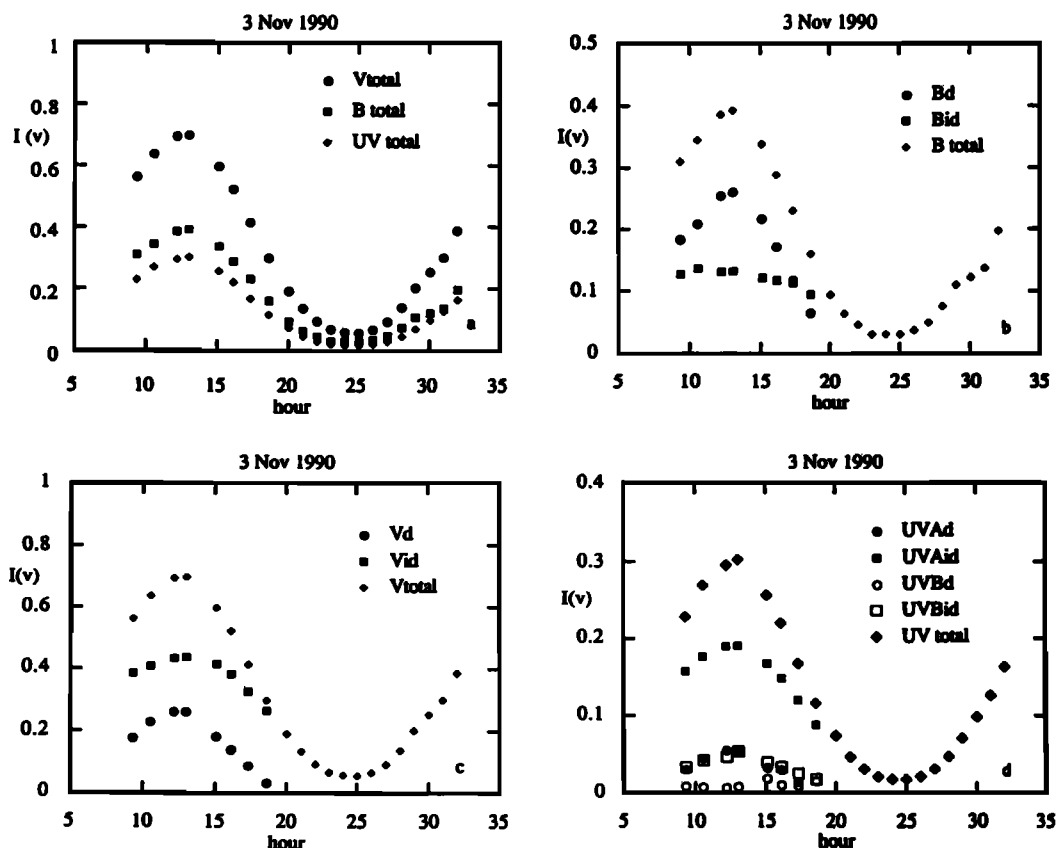 3 Nov 1990
1
0.8
I (v)
0.6
0.4
0.2
0
Vtotal
B total
UV total
a
5 10 15 20 25 30 35
hour
3 Nov 1990
0.5
0.4
0.3
I(v)
0.2
0.1
0
Bd
Bid
B total
b
5 10 15 20 25 30 35
hour
3 Nov 1990
1
0.8
I(v)
0.6
0.4
0.2
0
Vd
Vid
Vtotal
c
5 10 15 20 25 30 35
hour
3 Nov 1990
0.4
0.3
I(v)
0.2
0.1
0
UVAd
UVAid
UVBd
UVBid
UV total
d
5 10 15 20 25 30 35
hour